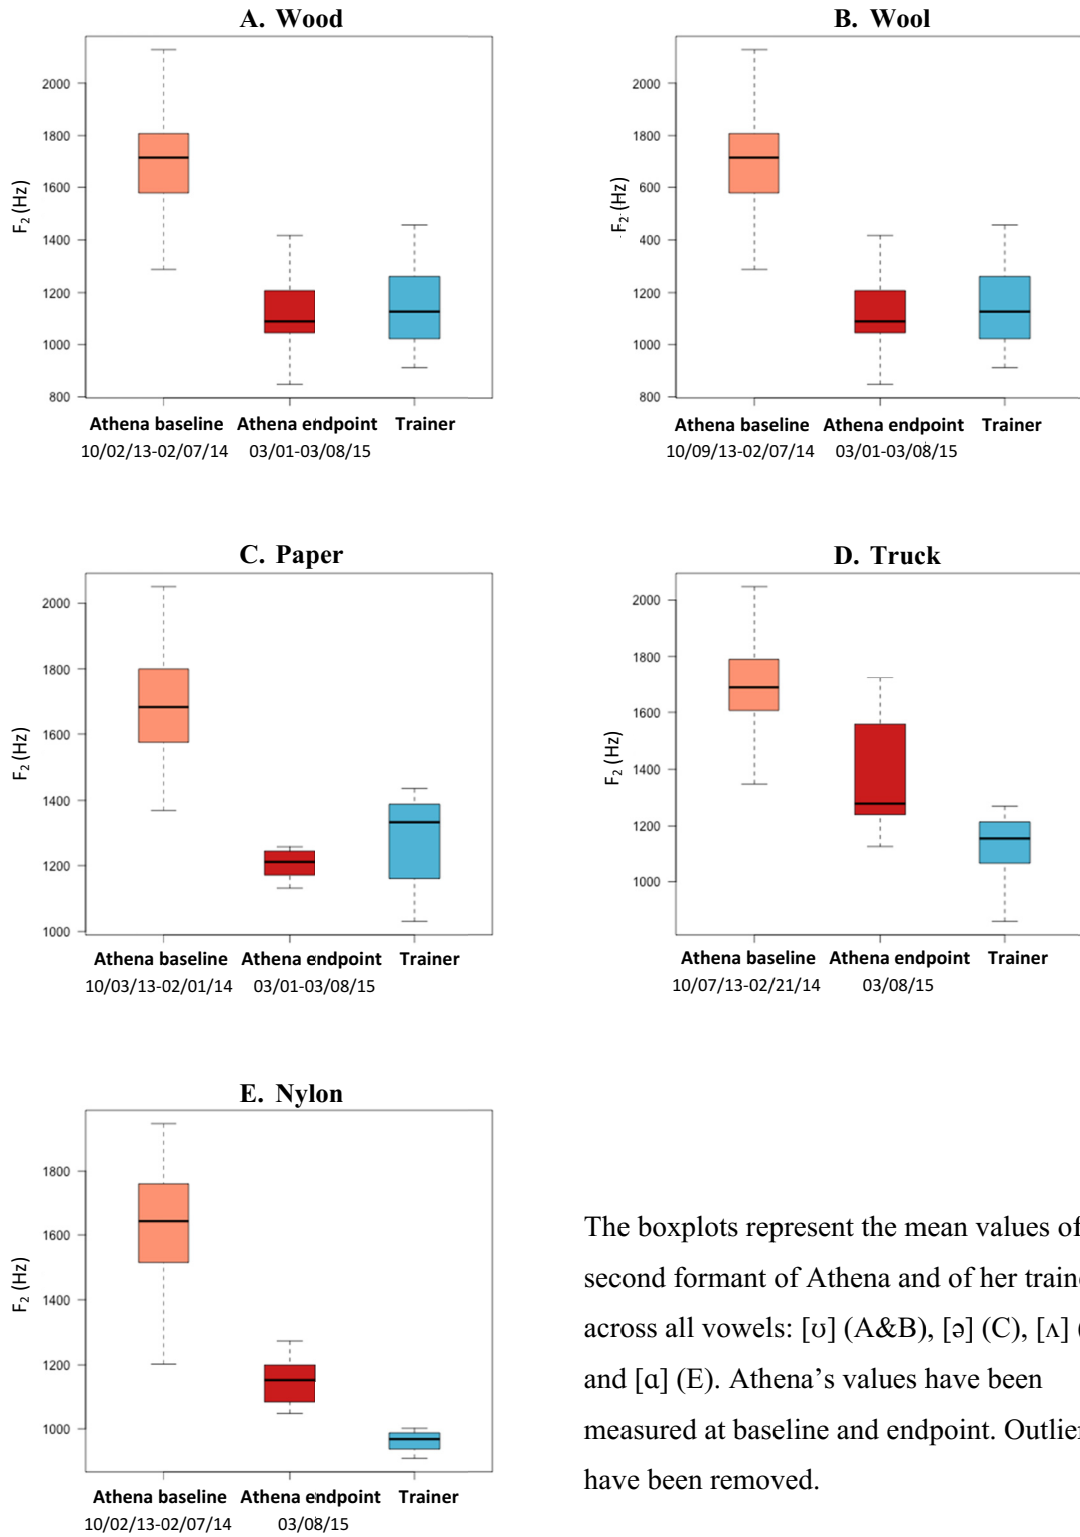 A. Wood
F2 (Hz)
2000
1800
1600
1400
1200
1000
800
Athena baseline Athena endpoint Trainer
10/02/13-02/07/14 03/01-03/08/15
B. Wool
F2 (Hz)
2000
1800
600
400
1200
1000
800
Athena baseline Athena endpoint Trainer
10/09/13-02/07/14 03/01-03/08/15
C. Paper
F2 (Hz)
2000
1800
1600
1400
1200
1000
Athena baseline Athena endpoint Trainer
10/03/13-02/01/14 03/01-03/08/15
D. Truck
F2 (Hz)
2000
1800
1600
1400
1200
1000
Athena baseline Athena endpoint Trainer
10/07/13-02/21/14 03/08/15
E. Nylon
F2 (Hz)
1800
1600
1400
1200
1000
Athena baseline Athena endpoint Trainer
10/02/13-02/07/14 03/08/15
The boxplots represent the mean values of
second formant of Athena and of her
across all vowels: [ʊ] (A&B), [ə] (C), [ʌ]
and [ɑ] (E). Athena’s values have been
measured at baseline and endpoint.
have been removed.